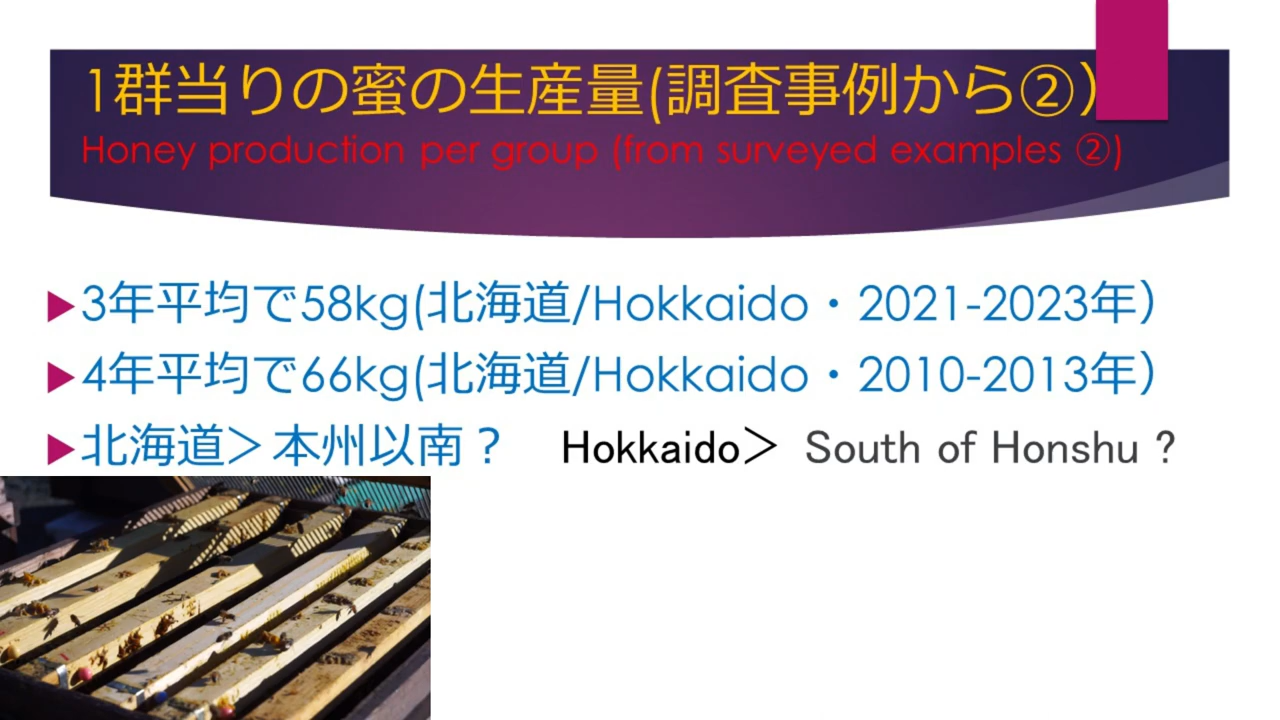 1群当りの蜜の生産量(調査事例から②）
Honey production per group (from surveyed examples ②)
3年平均で58kg(北海道/Hokkaido・2021-2023年）
4年平均で66kg(北海道/Hokkaido・2010-2013年）
北海道＞本州以南？　Hokkaido＞ South of Honshu ?